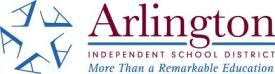 Arlington
INDEPENDENT SCHOOL DISTRICT
More Than a Remarkable Education